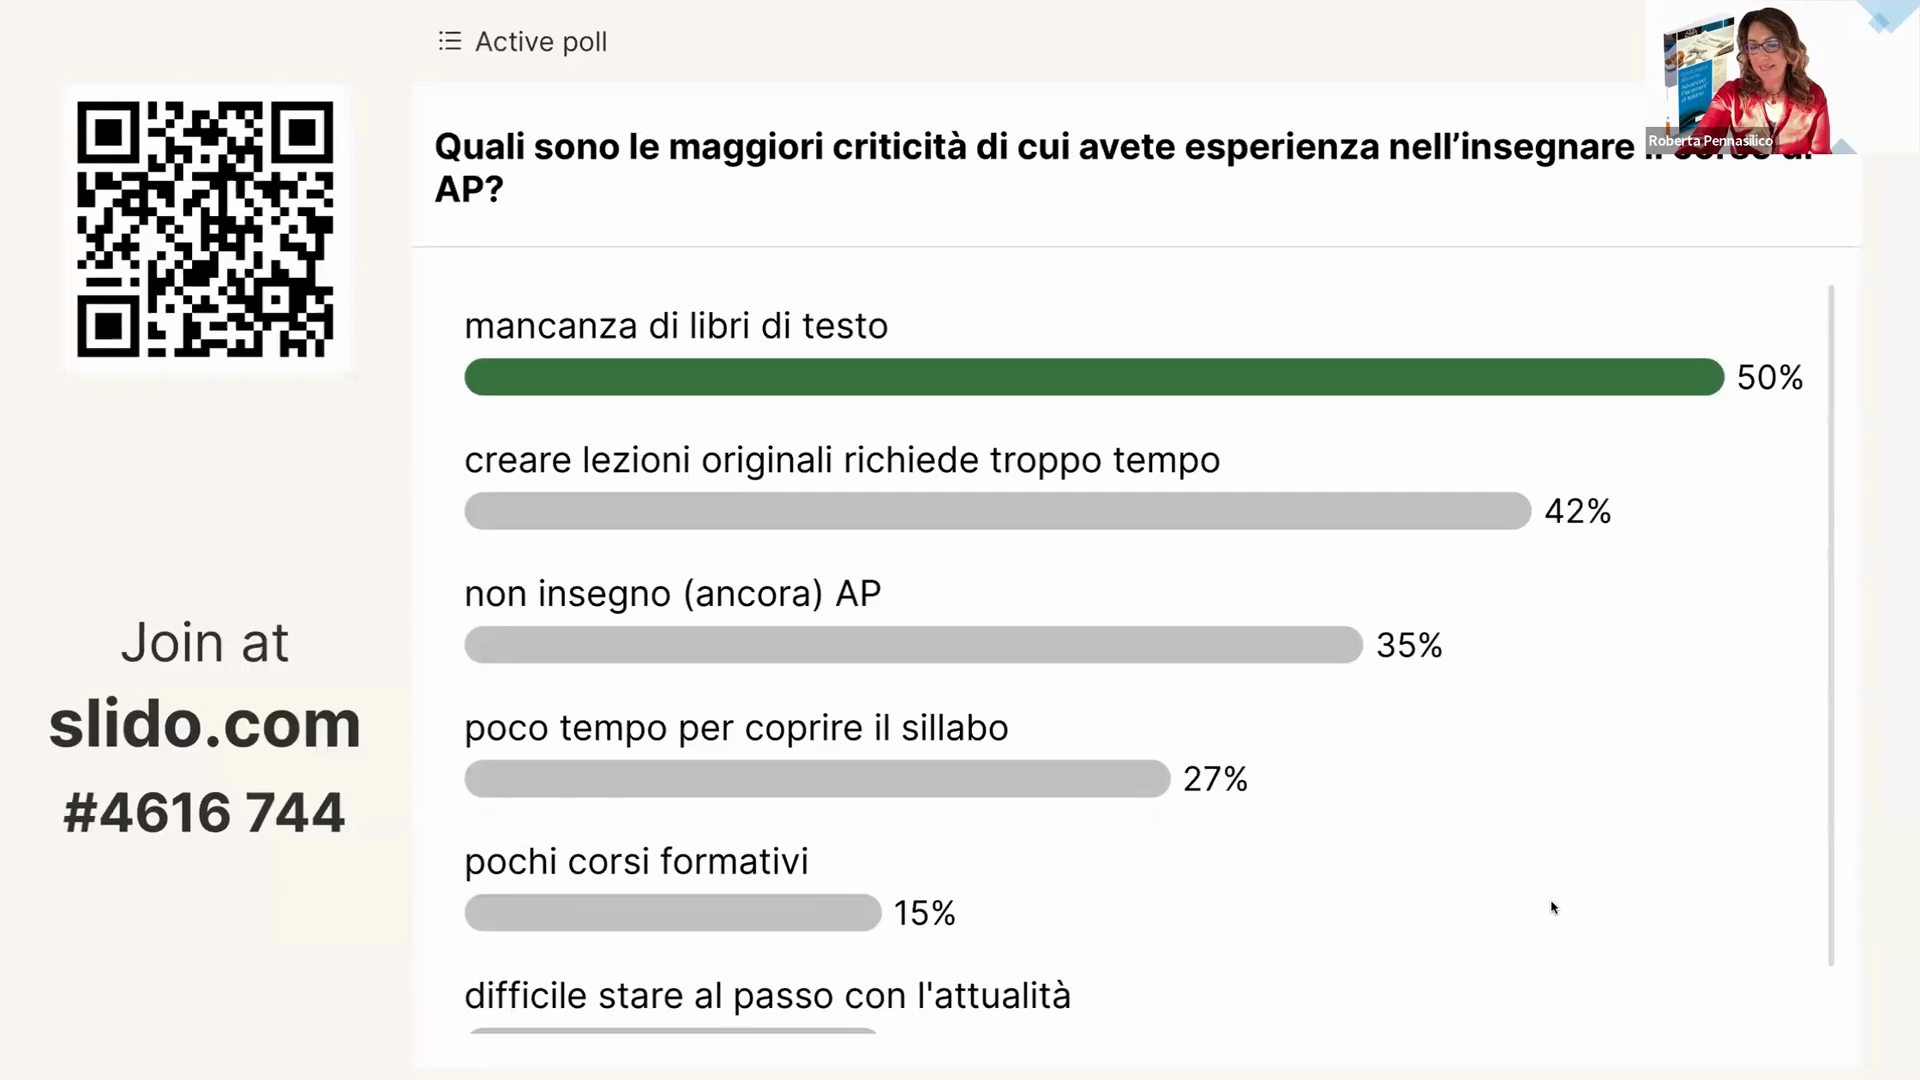 Active poll
Roberta Pennasilico
Quali sono le maggiori criticità di cui avete esperienza nell’insegnare
AP?
mancanza di libri di testo
50%
creare lezioni originali richiede troppo tempo
42%
non insegno (ancora) AP
35%
poco tempo per coprire il sillabo
27%
pochi corsi formativi
15%
difficile stare al passo con l'attualità
Join at
slido.com
#4616 744